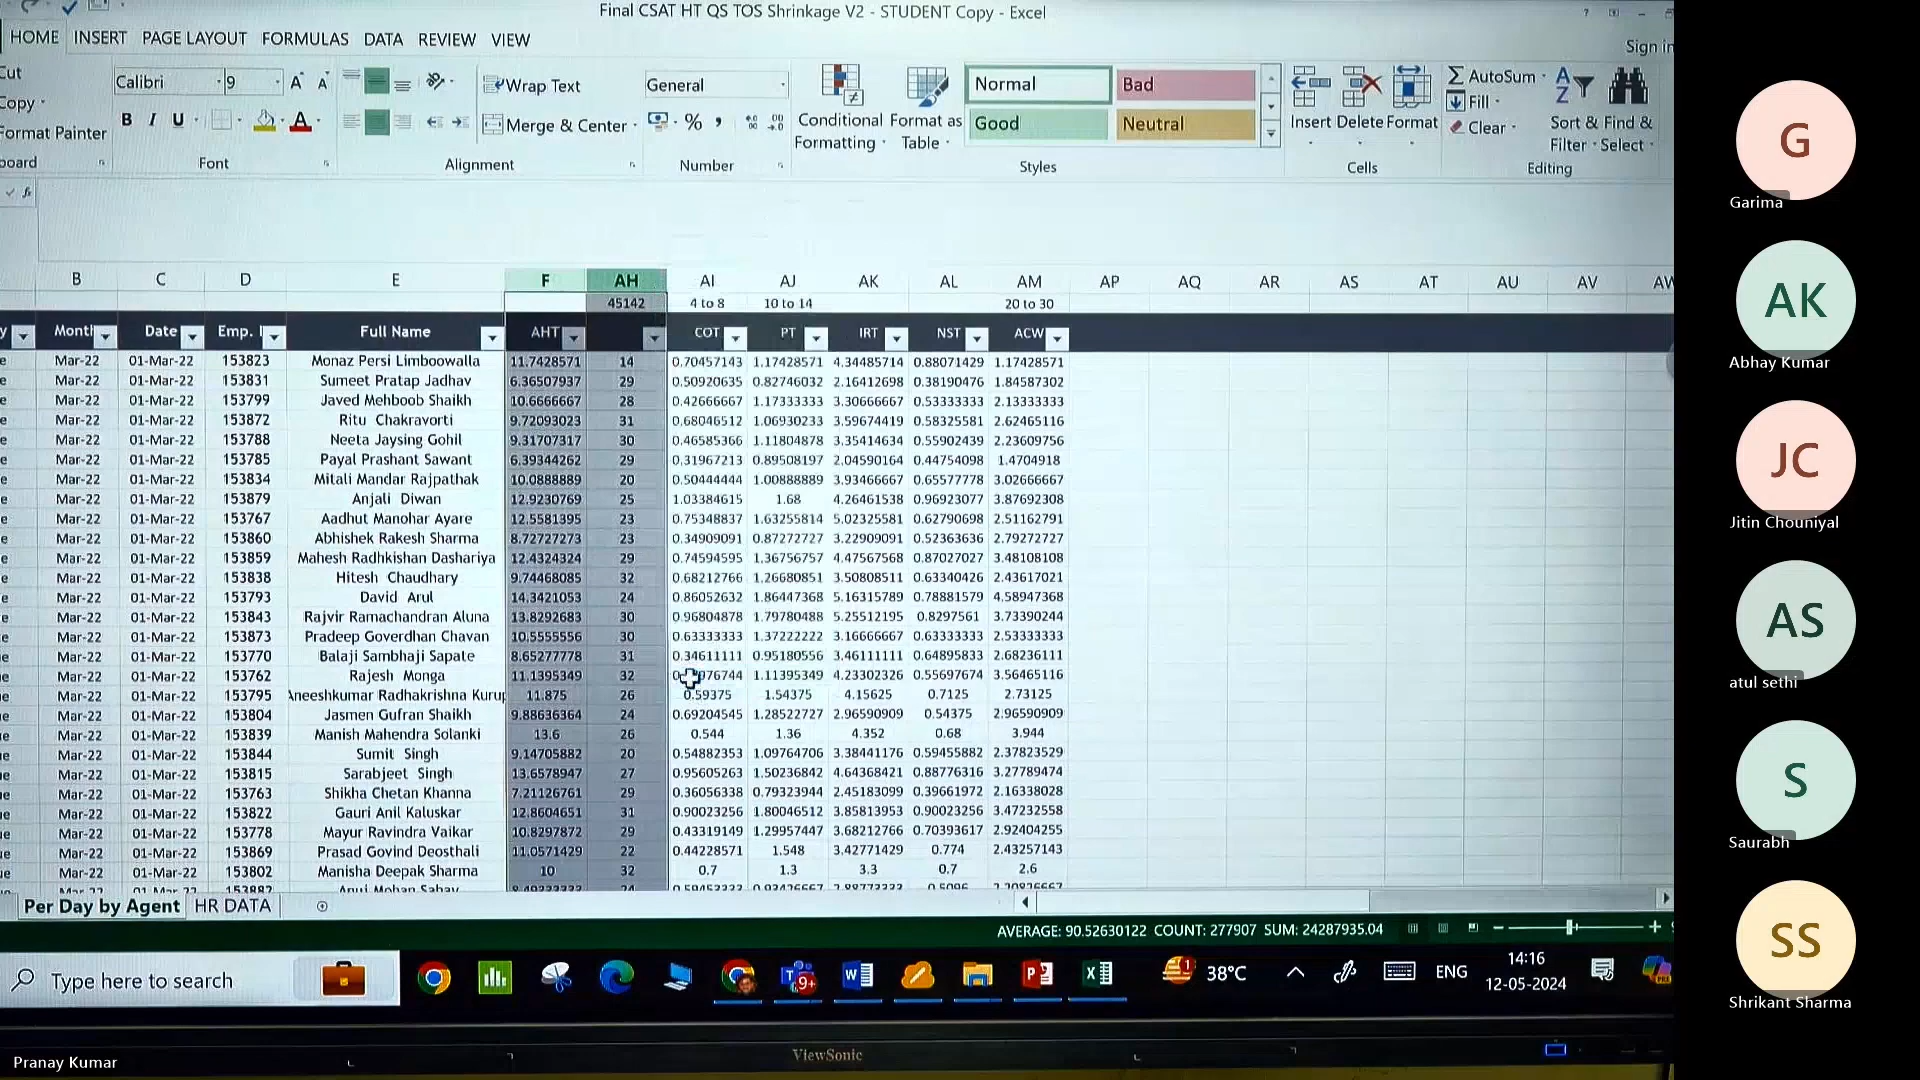 Final CSAT HT QS TOS Shrinkage V2 - STUDENT Copy - Excel
HOME INSERT PAGE LAYOUT FORMULAS DATA REVIEW VIEW
Sign in
Cut
Copy
Format Painter
Calibri 9
Wrap Text
Merge & Center
General
Conditional Formatting
Format as Table
Normal Bad
Good Neutral
Insert Delete Format
AutoSum
Fill
Clear
Sort & Filter
Find & Select
Font Alignment Number Styles Cells Editing
B C D E F AH AI AJ AK AL AM AP AQ AR AS AT AU AV AW
45142 4 to 8 10 to 14 20 to 30
Month Date Emp. Full Name AHT COT PT IRT NST ACW
Mar-22 01-Mar-22 153823 Monaz Persi Limboowalla 11.7428571 14 0.70457143 1.17428571 4.34485714 0.88071429 1.17428571
Mar-22 01-Mar-22 153831 Sumeet Pratap Jadhav 6.36507937 29 0.50920635 0.82746032 2.16412698 0.38190476 1.84587302
Mar-22 01-Mar-22 153799 Javed Mehboob Shaikh 10.6666667 28 0.42666667 1.17333333 3.30666667 0.53333333 2.13333333
Mar-22 01-Mar-22 153872 Ritu Chakravorti 9.72093023 31 0.68046512 1.06930233 3.59674419 0.58325581 2.62465116
Mar-22 01-Mar-22 153788 Neeta Jaysing Gohil 9.31707317 30 0.46585366 1.11804878 3.35414634 0.55902439 2.23609756
Mar-22 01-Mar-22 153785 Payal Prashant Sawant 6.39344262 29 0.31967213 0.89508197 2.04590164 0.44754098 1.4704918
Mar-22 01-Mar-22 153834 Mitali Mandar Rajpathak 10.0888889 20 0.50444444 1.00888889 3.93466667 0.65577778 3.02666667
Mar-22 01-Mar-22 153879 Anjali Diwan 12.9230769 25 1.03384615 1.68 4.26461538 0.96923077 3.87692308
Mar-22 01-Mar-22 153767 Aadhut Manohar Ayare 12.5581395 23 0.75348837 1.63255814 5.02325581 0.62790698 2.51162791
Mar-22 01-Mar-22 153860 Abhishek Rakesh Sharma 8.72727273 23 0.34909091 0.87272727 3.22909091 0.52363636 2.79272727
Mar-22 01-Mar-22 153859 Mahesh Radhkishan Dashariya 12.4324324 29 0.74594595 1.36756757 4.47567568 0.87027027 3.48108108
Mar-22 01-Mar-22 153838 Hitesh Chaudhary 9.74468085 32 0.68212766 1.26680851 3.50808511 0.63340426 2.43617021
Mar-22 01-Mar-22 153793 David Arul 14.3421053 24 0.86052632 1.86447368 5.16315789 0.78881579 4.58947368
Mar-22 01-Mar-22 153843 Rajvir Ramachandran Aluna 13.8292683 30 0.96804878 1.79780488 5.25512195 0.8297561 3.73390244
Mar-22 01-Mar-22 153873 Pradeep Goverdhan Chavan 10.5555556 30 0.63333333 1.37222222 3.16666667 0.63333333 2.53333333
Mar-22 01-Mar-22 153770 Balaji Sambhaji Sapate 8.65277778 31 0.34611111 0.95180556 3.46111111 0.64895833 2.68236111
Mar-22 01-Mar-22 153762 Rajesh Monga 11.1395349 32 1.11395349 4.23302326 0.55697674 3.56465116
Mar-22 01-Mar-22 153795 Aneeshkumar Radhakrishna Kurup 11.875 26 0.59375 1.54375 4.15625 0.7125 2.73125
Mar-22 01-Mar-22 153804 Jasmen Gufran Shaikh 9.88636364 24 0.69204545 1.28522727 2.96590909 0.54375 2.96590909
Mar-22 01-Mar-22 153839 Manish Mahendra Solanki 13.6 26 0.544 1.36 4.352 0.68 3.944
Mar-22 01-Mar-22 153844 Sumit Singh 9.14705882 20 0.54882353 1.09764706 3.38441176 0.59455882 2.37823529
Mar-22 01-Mar-22 153815 Sarabjeet Singh 13.6578947 27 0.95605263 1.50236842 4.64368421 0.88776316 3.27789474
Mar-22 01-Mar-22 153763 Shikha Chetan Khanna 7.21126761 29 0.36056338 0.79323944 2.45183099 0.39661972 2.16338028
Mar-22 01-Mar-22 153822 Gauri Anil Kaluskar 12.8604651 31 0.90023256 1.80046512 3.85813953 0.90023256 3.47232558
Mar-22 01-Mar-22 153778 Mayur Ravindra Vaikar 10.8297872 29 0.43319149 1.29957447 3.68212766 0.70393617 2.92404255
Mar-22 01-Mar-22 153869 Prasad Govind Deosthali 11.0571429 22 0.44228571 1.548 3.42771429 0.774 2.43257143
Mar-22 01-Mar-22 153802 Manisha Deepak Sharma 10 32 0.7 1.3 3.3 0.7 2.6
Per Day by Agent HR DATA
AVERAGE: 90.52630122 COUNT: 277907 SUM: 24287935.04
Type here to search
9+
1
38°C
ENG
14:16
12-05-2024
Pranay Kumar
ViewSonic
G
Garima
AK
Abhay Kumar
JC
Jitin Chouniyal
AS
atul sethi
S
Saurabh
SS
Shrikant Sharma